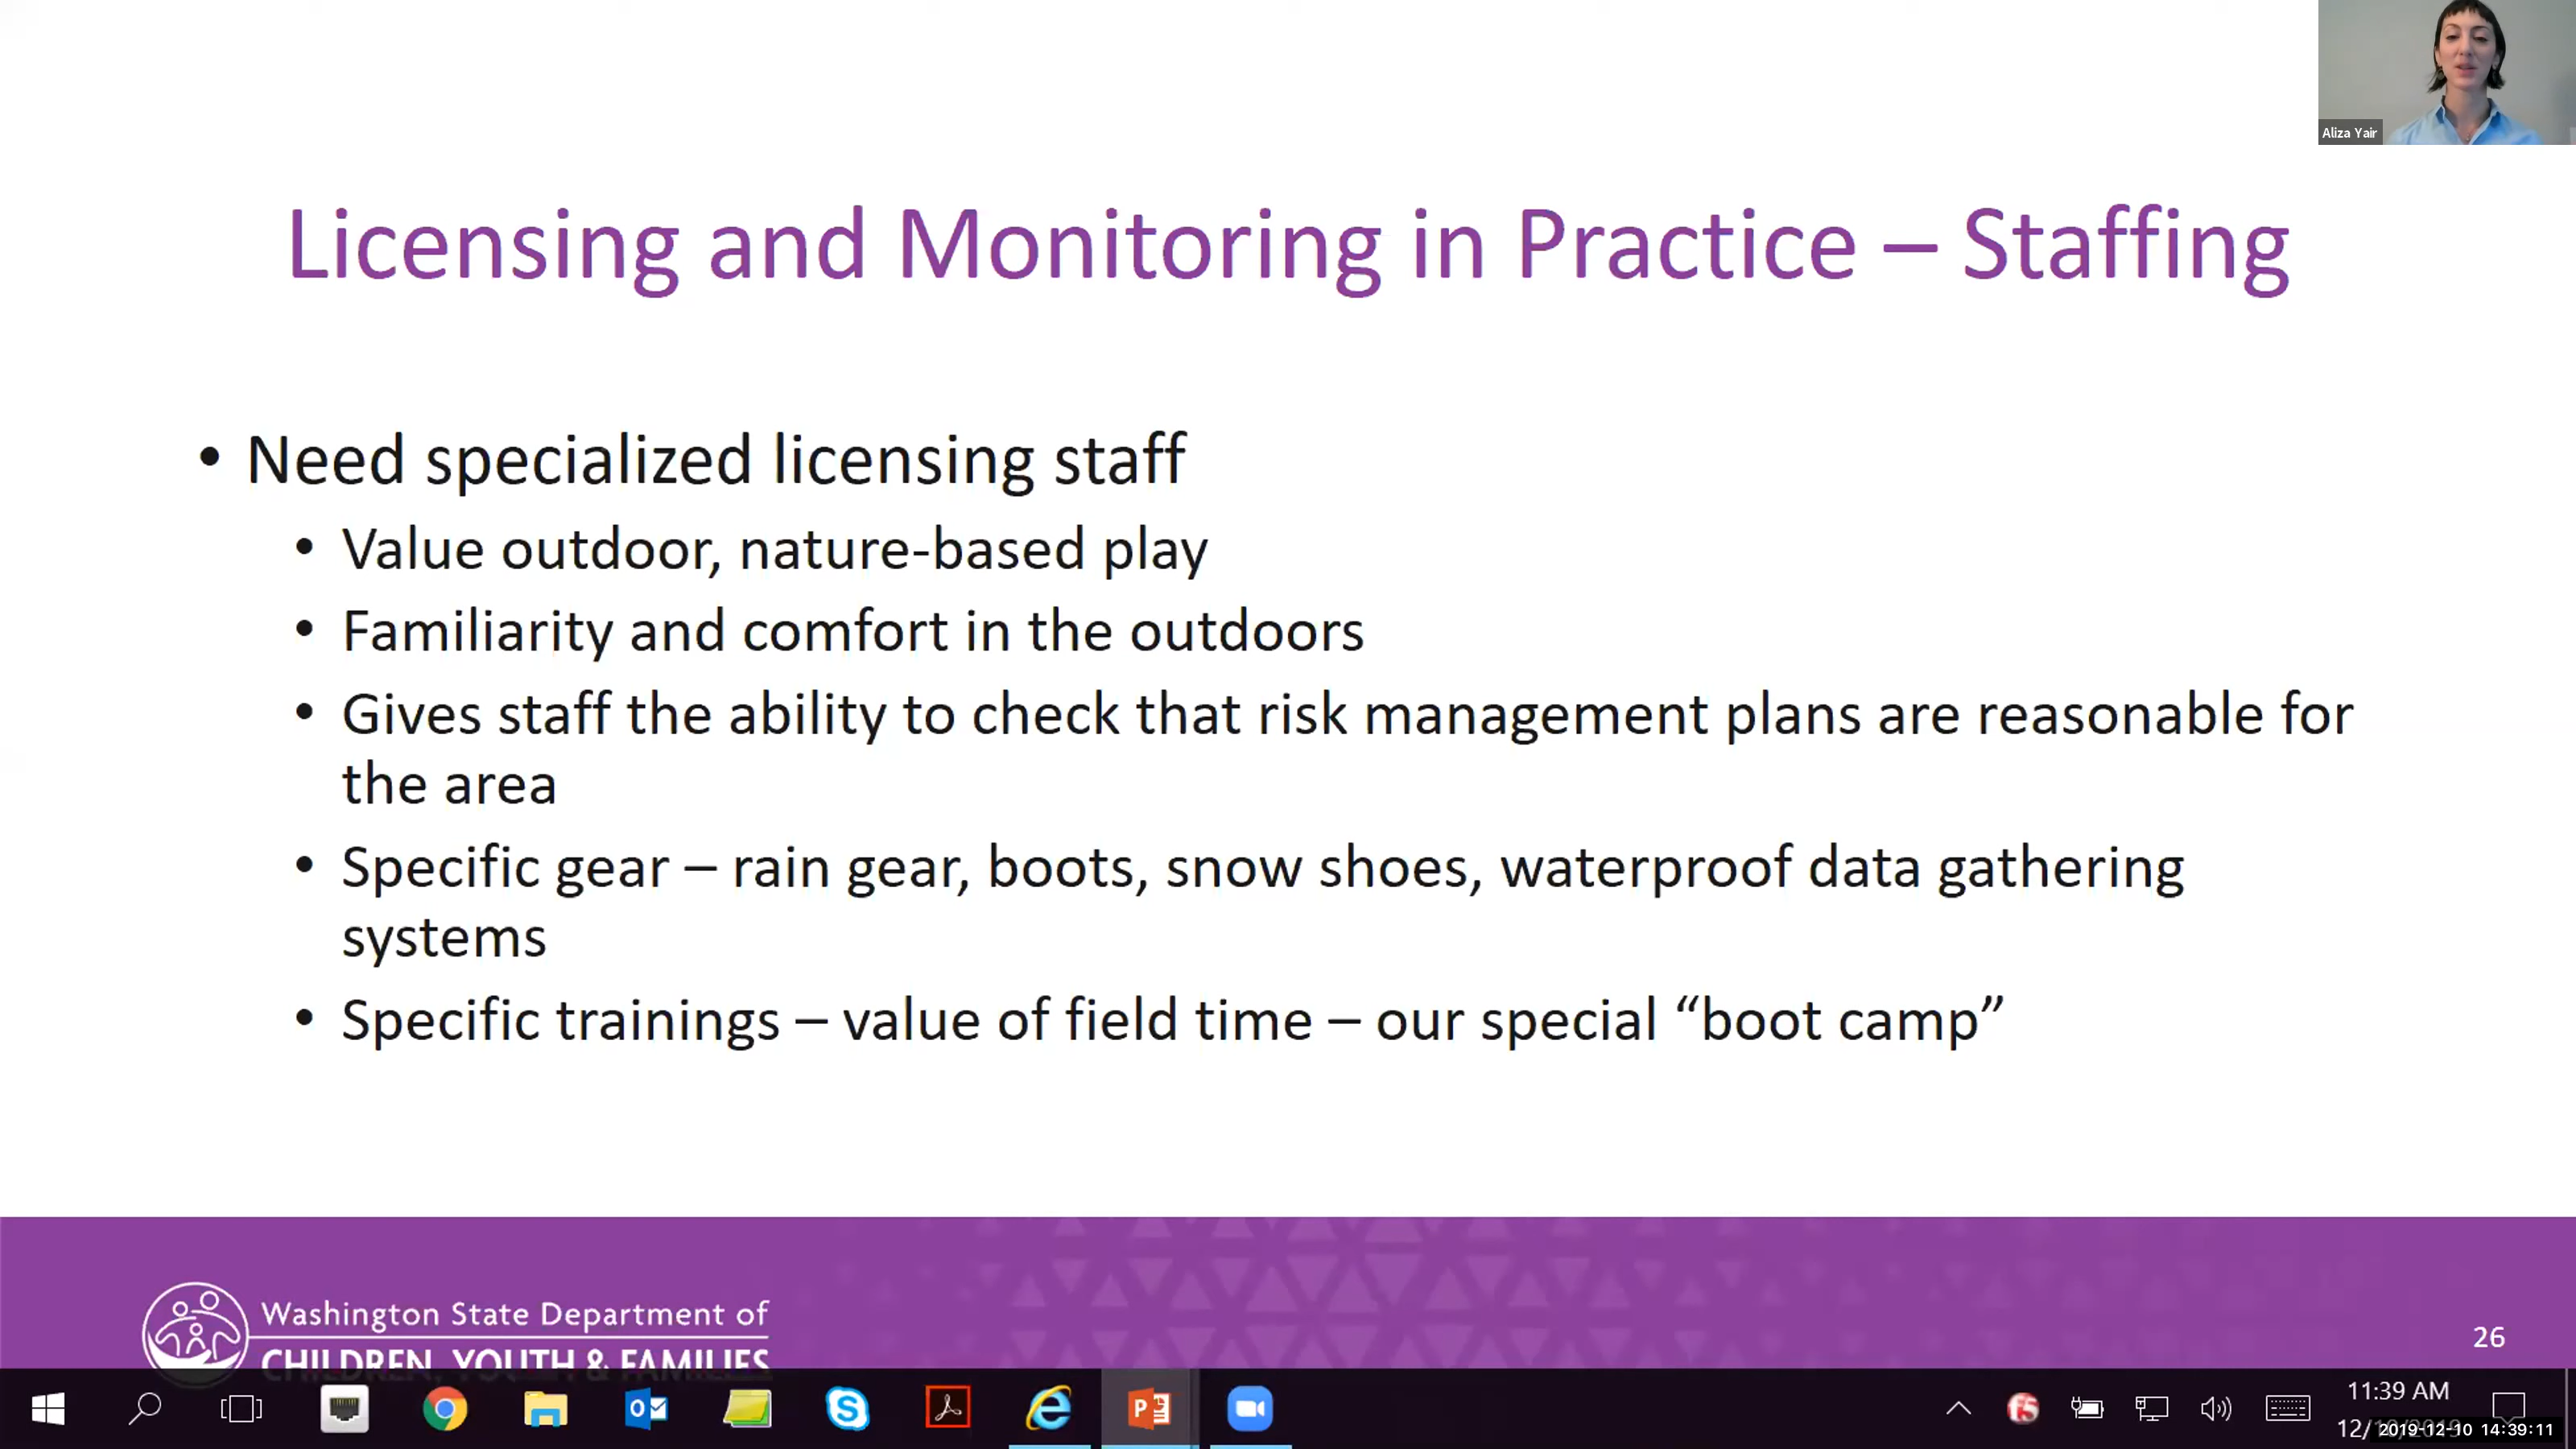 Aliza Yair
Licensing and Monitoring in Practice – Staffing
• Need specialized licensing staff
• Value outdoor, nature-based play
• Familiarity and comfort in the outdoors
• Gives staff the ability to check that risk management plans are reasonable for
the area
• Specific gear – rain gear, boots, snow shoes, waterproof data gathering
systems
• Specific trainings – value of field time – our special “boot camp”
Washington State Department of
CHILDREN, YOUTH & FAMILIES
26
11:39 AM
2019-12-10 14:39:11